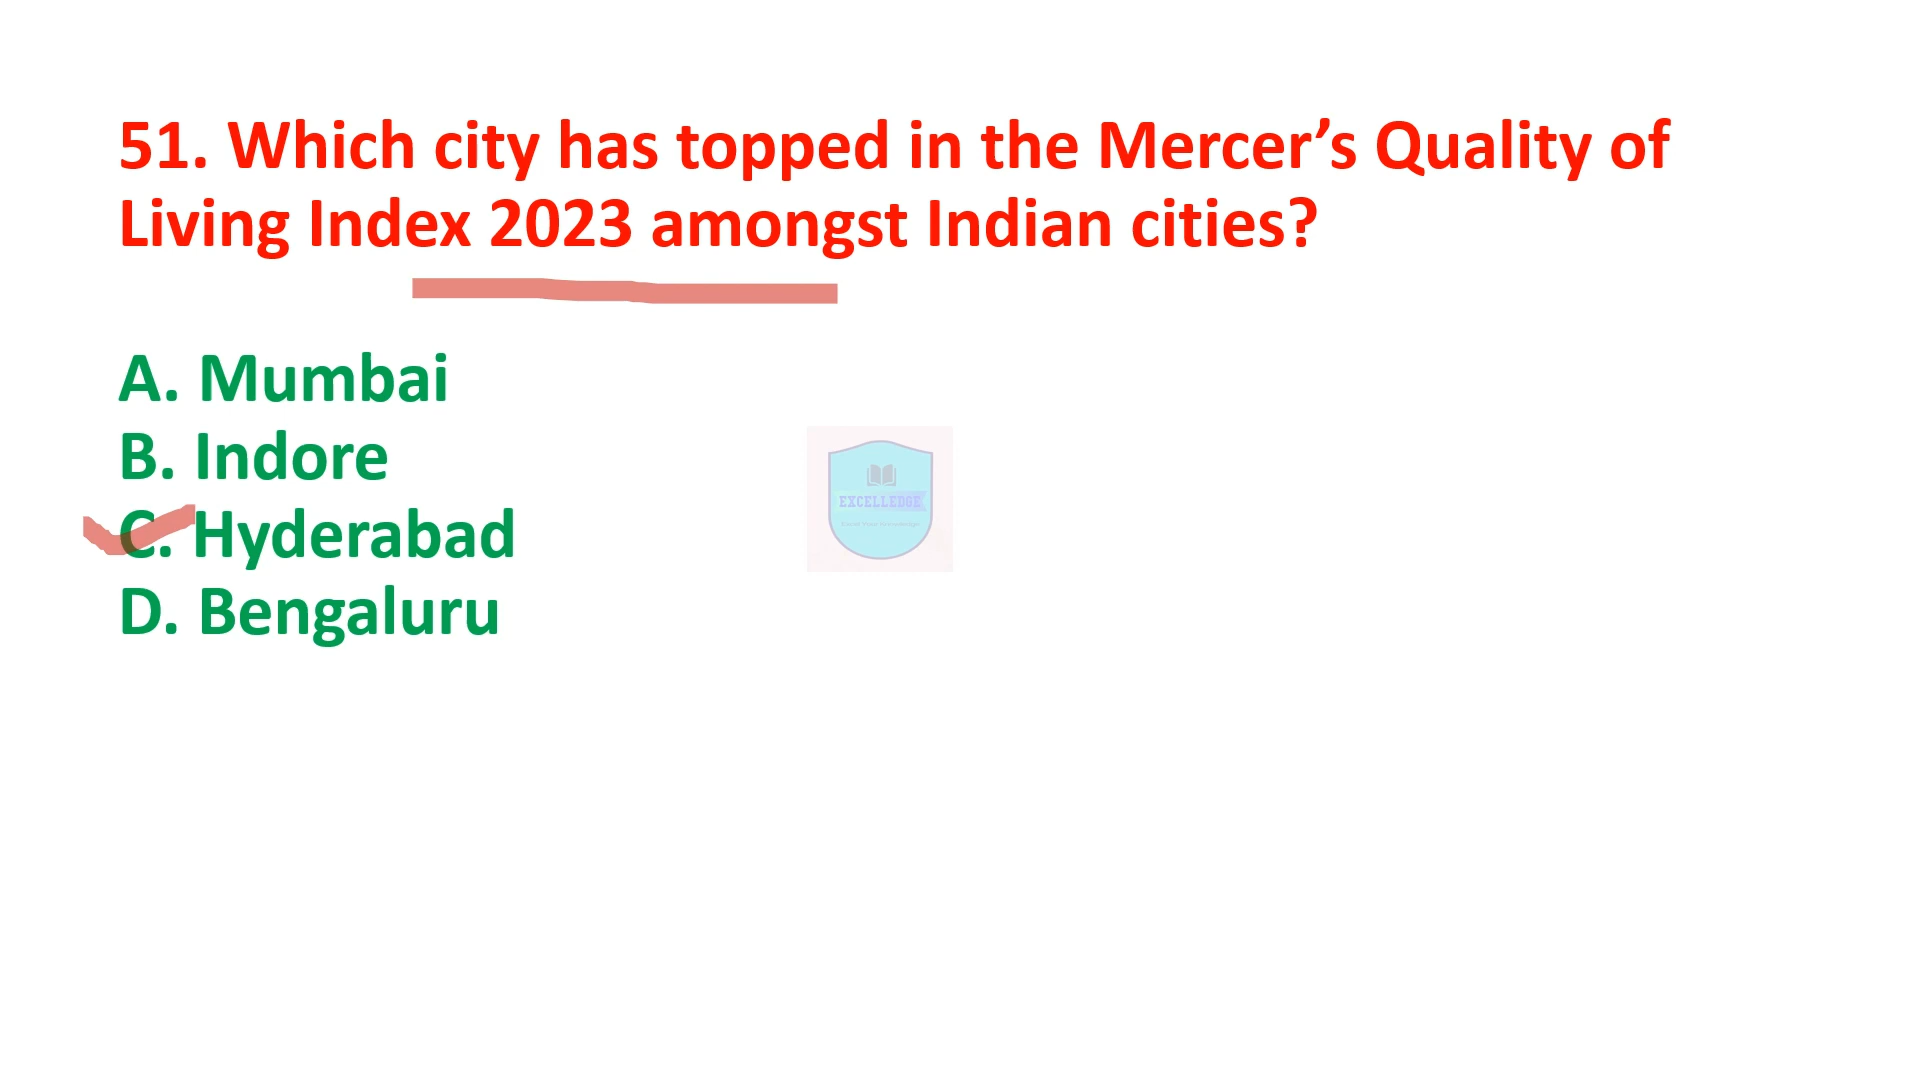 51. Which city has topped in the Mercer’s Quality of
Living Index 2023 amongst Indian cities?
A. Mumbai
B. Indore
C. Hyderabad
D. Bengaluru
EXCELLEDGE